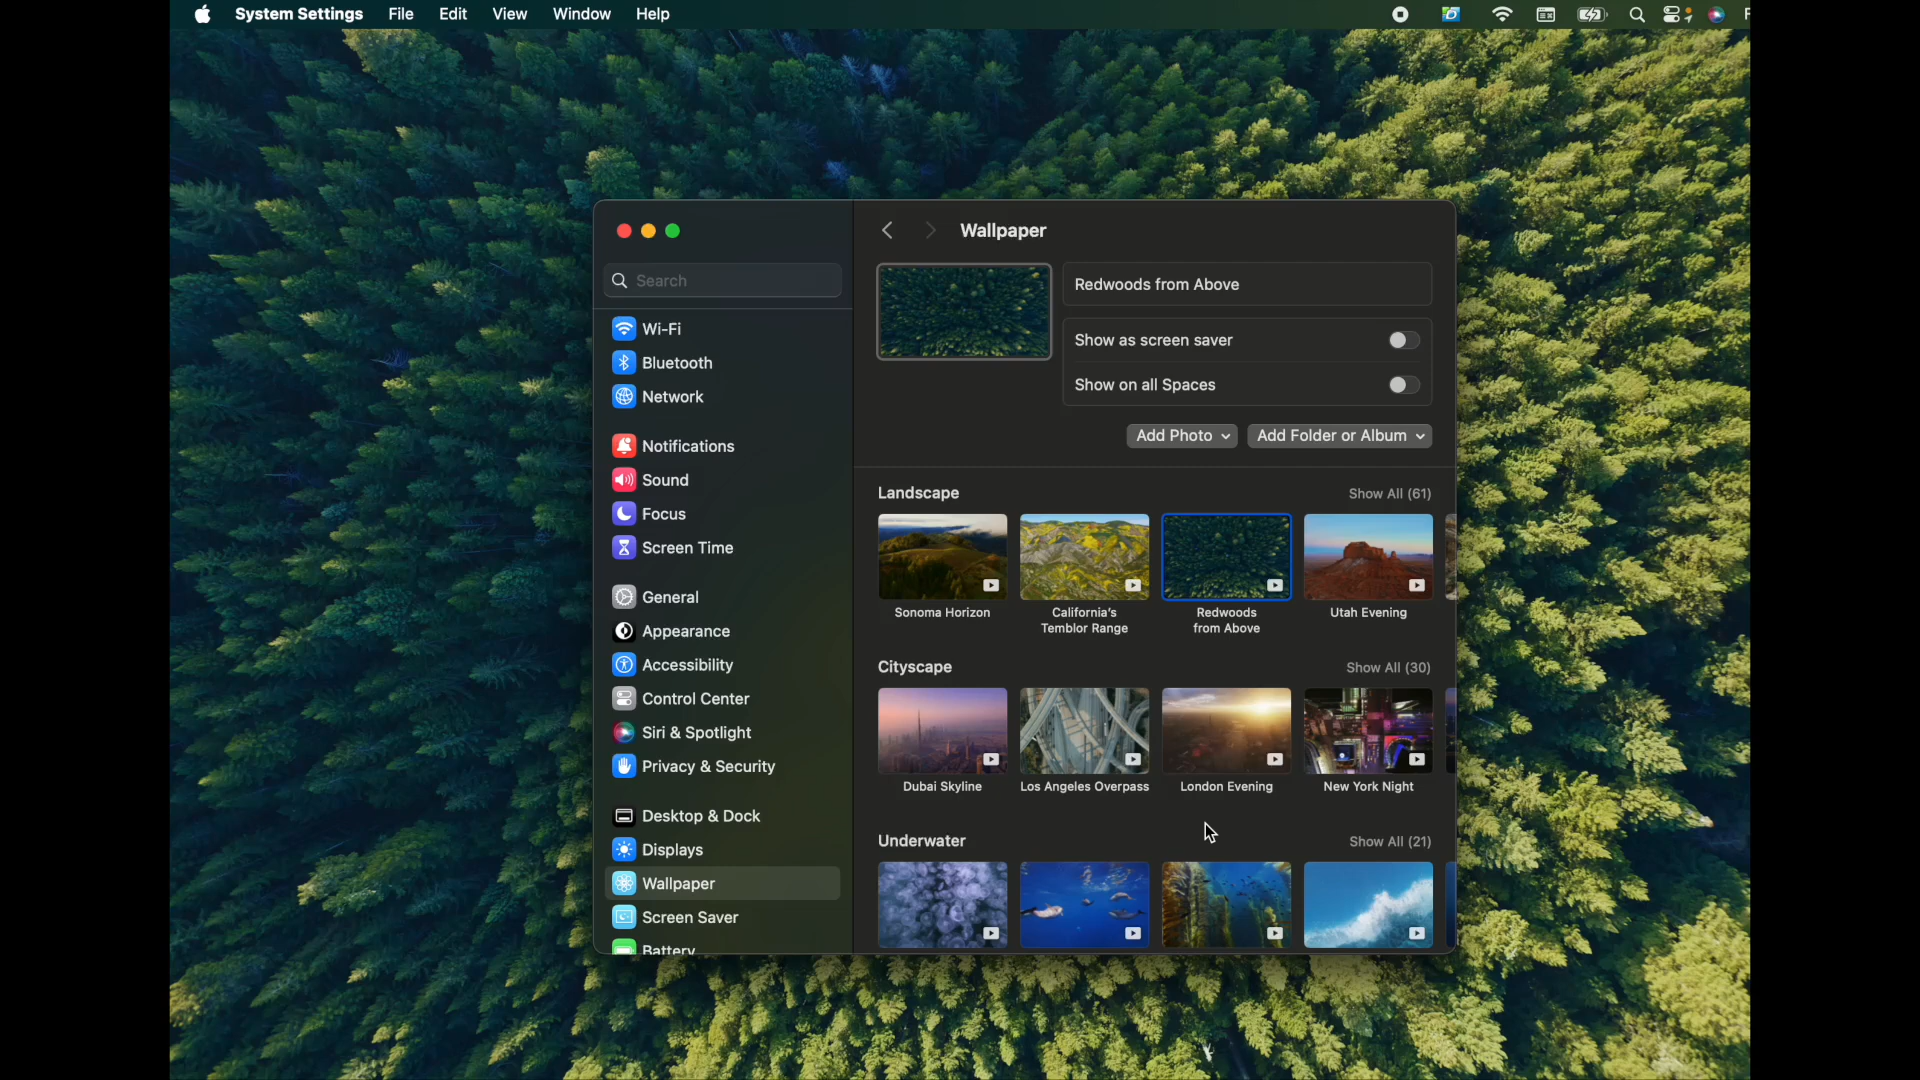 System Settings File Edit View Window Help
Wallpaper
Search
Redwoods from Above
Show as screen saver
Show on all Spaces
Add Photo
Add Folder or Album
Wi-Fi
Bluetooth
Network
Notifications
Sound
Focus
Screen Time
General
Appearance
Accessibility
Control Center
Siri & Spotlight
Privacy & Security
Desktop & Dock
Displays
Wallpaper
Screen Saver
Battery
Landscape
Show All (61)
Sonoma Horizon
California's
Temblor Range
Redwoods
from Above
Utah Evening
Cityscape
Show All (30)
Dubai Skyline
Los Angeles Overpass
London Evening
New York Night
Underwater
Show All (21)